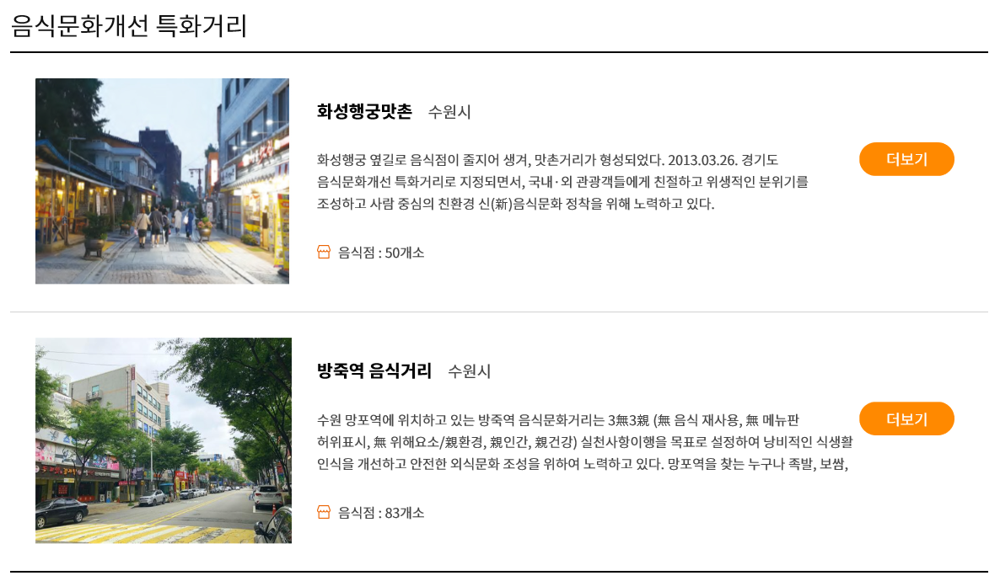 음식문화개선 특화거리
화성행궁맛촌 수원시
화성행궁 옆길로 음식점이 줄지어 생겨, 맛촌거리가 형성되었다. 2013.03.26. 경기도
음식문화개선 특화거리로 지정되면서, 국내·외 관광객들에게 친절하고 위생적인 분위기를
조성하고 사람 중심의 친환경 신(新)음식문화 정착을 위해 노력하고 있다.
더보기
음식점 : 50개소
방죽역 음식거리 수원시
수원 망포역에 위치하고 있는 방죽역 음식문화거리는 3無3親 (無 음식 재사용, 無 메뉴판
허위표시, 無 위해요소/親환경, 親인간, 親건강) 실천사항이행을 목표로 설정하여 낭비적인 식생활
인식을 개선하고 안전한 외식문화 조성을 위하여 노력하고 있다. 망포역을 찾는 누구나 족발, 보쌈,
더보기
음식점 : 83개소